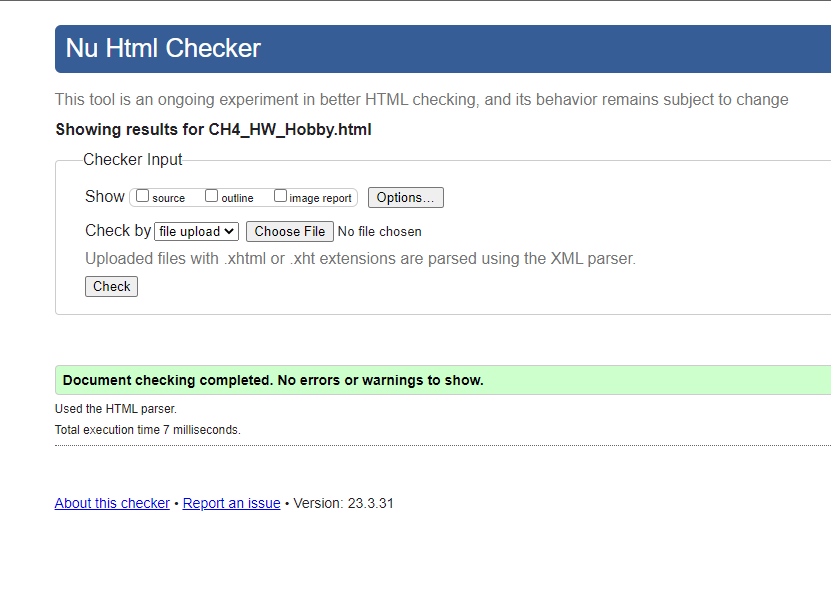 Nu Html Checker
This tool is an ongoing experiment in better HTML checking, and its behavior remains subject to change
Showing results for CH4_HW_Hobby.html
Checker Input
Show source outline image report Options...
Check by file upload Choose File No file chosen
Uploaded files with .xhtml or .xht extensions are parsed using the XML parser.
Check
Document checking completed. No errors or warnings to show.
Used the HTML parser.
Total execution time 7 milliseconds.
About this checker • Report an issue • Version: 23.3.31